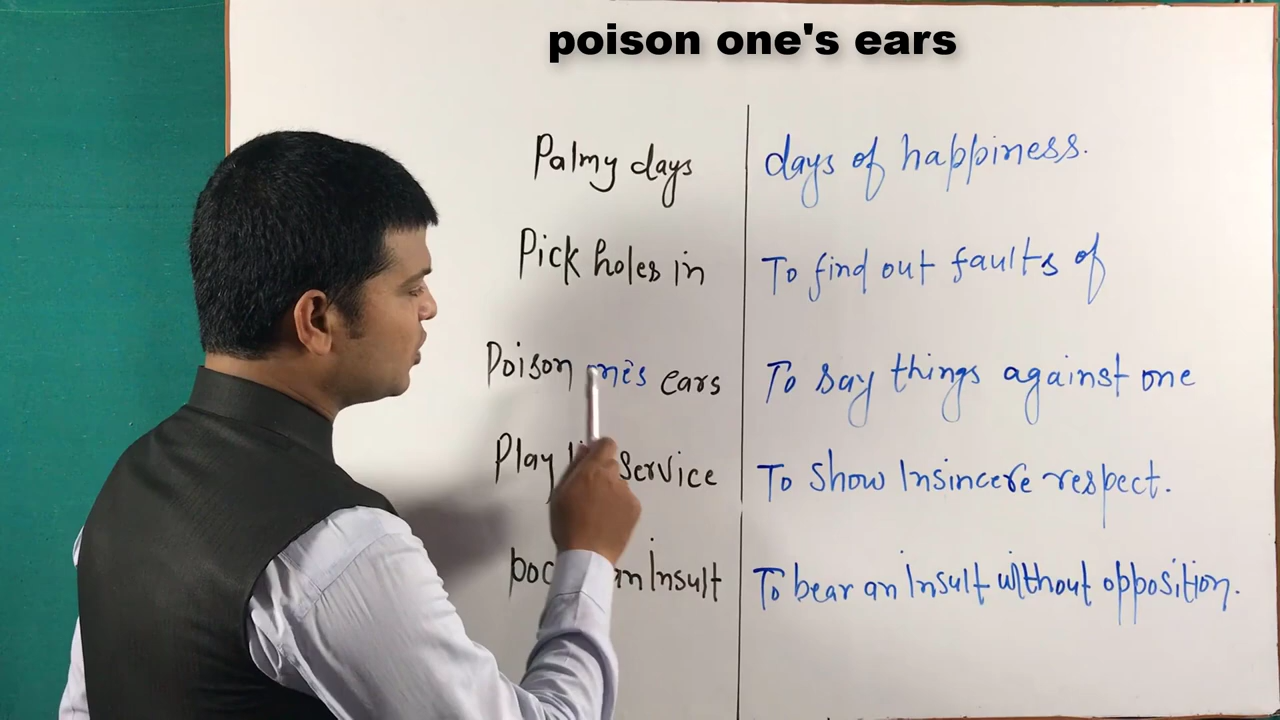 poison one's ears
Palmy days days of happiness.
Pick holes in To find out faults of
Poison one's ears To say things against one
Play service To show Insincere respect.
an Insult To bear an Insult without opposition.